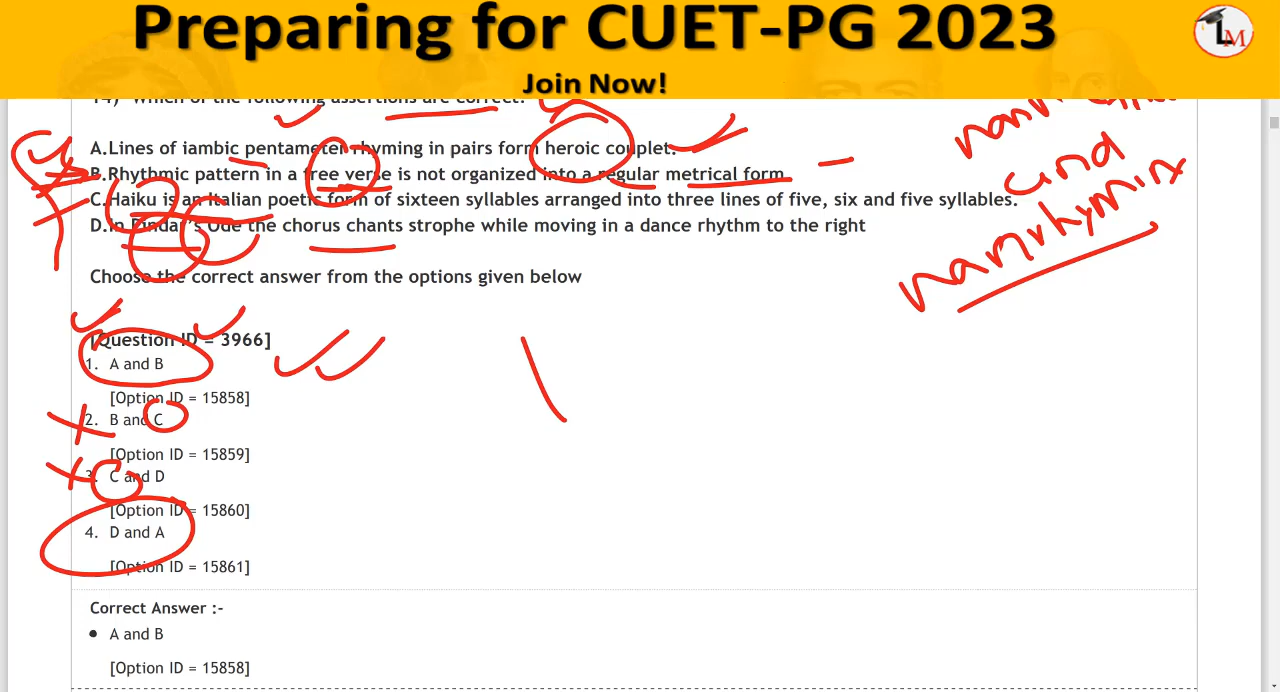 Preparing for CUET-PG 2023
LM
Join Now!
14) Which of the following assertions are correct:
A.Lines of iambic pentameter rhyming in pairs form heroic couplet.
B.Rhythmic pattern in a free verse is not organized into a regular metrical form
C.Haiku is an Italian poetic form of sixteen syllables arranged into three lines of five, six and five syllables.
D.In Pindar's Ode the chorus chants strophe while moving in a dance rhythm to the right
and
Choose the correct answer from the options given below
[Question ID = 3966]
1. A and B
[Option ID = 15858]
2. B and C
[Option ID = 15859]
3. C and D
[Option ID = 15860]
4. D and A
[Option ID = 15861]
Correct Answer :-
• A and B
[Option ID = 15858]